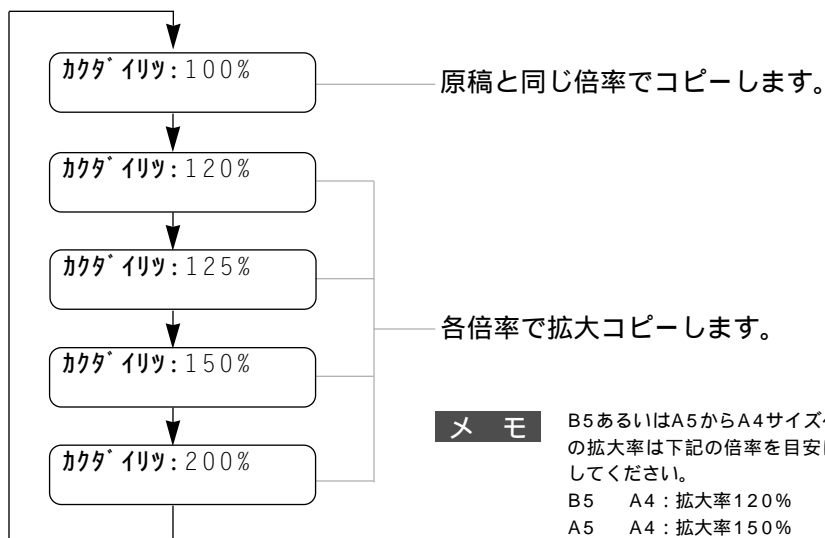 カクダイリツ:100%
原稿と同じ倍率でコピーします。
カクダイリツ:120%
カクダイリツ:125%
各倍率で拡大コピーします。
カクダイリツ:150%
カクダイリツ:200%
メ モ
B5あるいはA5からA4サイズ
の拡大率は下記の倍率を目安
してください。
B5 A4:拡大率120%
A5 A4:拡大率150%